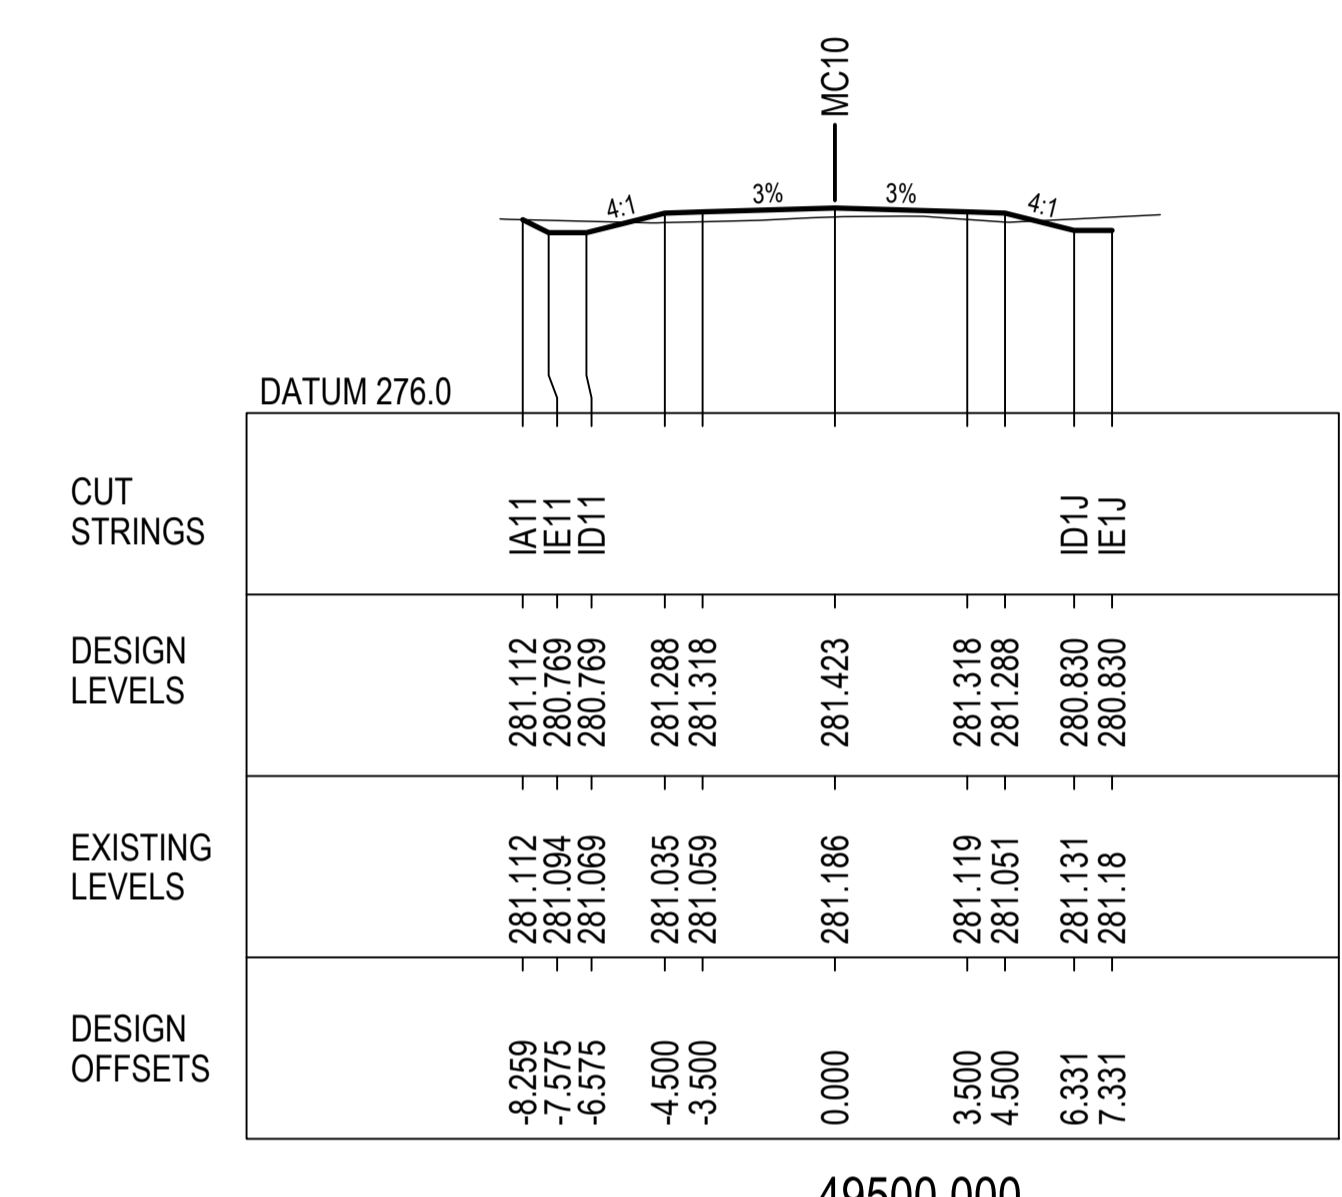 MC10
4:1 3% 3% 4:1
DATUM 276.0
CUT
STRINGS
IA11 IE11 ID11 ID1J IE1J
DESIGN
LEVELS
281.112 280.769 280.769 281.288 281.318 281.423 281.318 281.288 280.830 280.830
EXISTING
LEVELS
281.112 281.094 281.069 281.035 281.059 281.186 281.119 281.051 281.131 281.18
DESIGN
OFFSETS
-8.259 -7.575 -6.575 -4.500 -3.500 0.000 3.500 4.500 6.331 7.331
49500.000